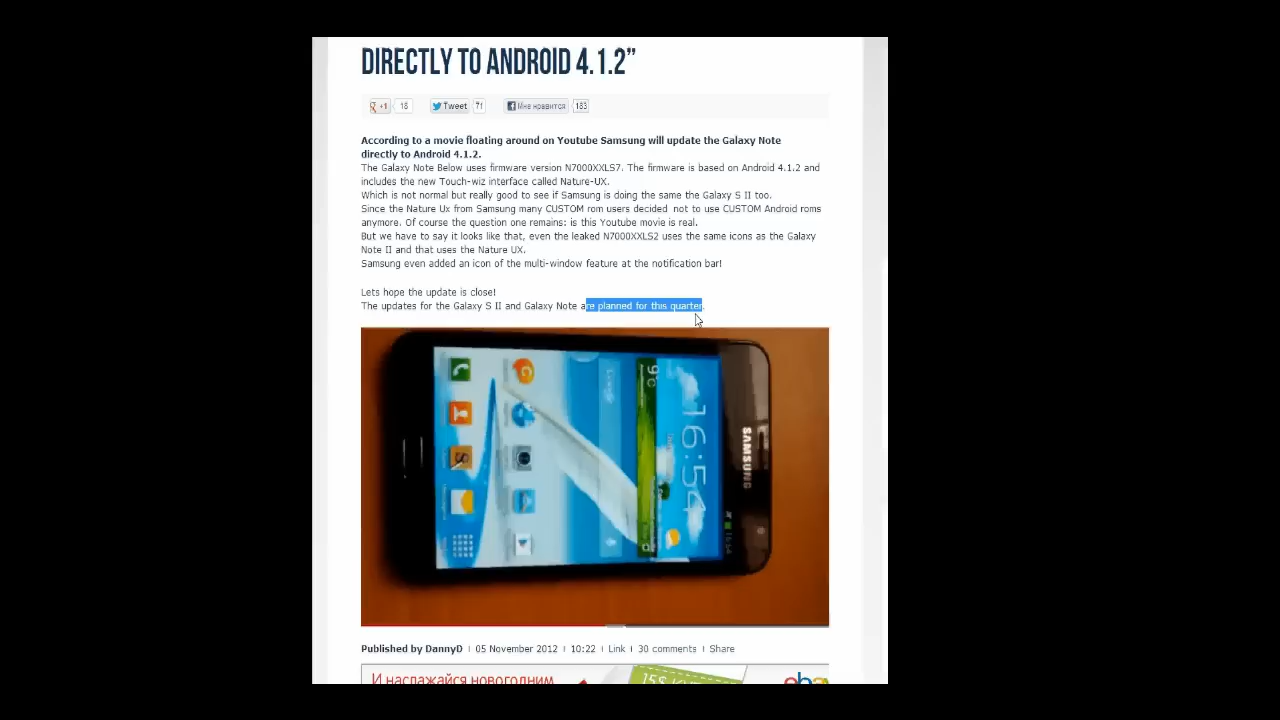 DIRECTLY TO ANDROID 4.1.2”
+1 18 Tweet 71 Мне нравится 183
According to a movie floating around on Youtube Samsung will update the Galaxy Note
directly to Android 4.1.2.
The Galaxy Note Below uses firmware version N7000XXLS7. The firmware is based on Android 4.1.2 and
includes the new Touch-wiz interface called Nature-UX.
Which is not normal but really good to see if Samsung is doing the same the Galaxy S II too.
Since the Nature Ux from Samsung many CUSTOM rom users decided not to use CUSTOM Android roms
anymore. Of course the question one remains: is this Youtube movie is real.
But we have to say it looks like that, even the leaked N7000XXLS2 uses the same icons as the Galaxy
Note II and that uses the Nature UX.
Samsung even added an icon of the multi-window feature at the notification bar!
Lets hope the update is close!
The updates for the Galaxy S II and Galaxy Note are planned for this quarter.
SAMSUNG
16:54
9°C
Google
Published by DannyD | 05 November 2012 | 10:22 | Link | 30 comments | Share
И наслажайся новогодним
15$
ebay